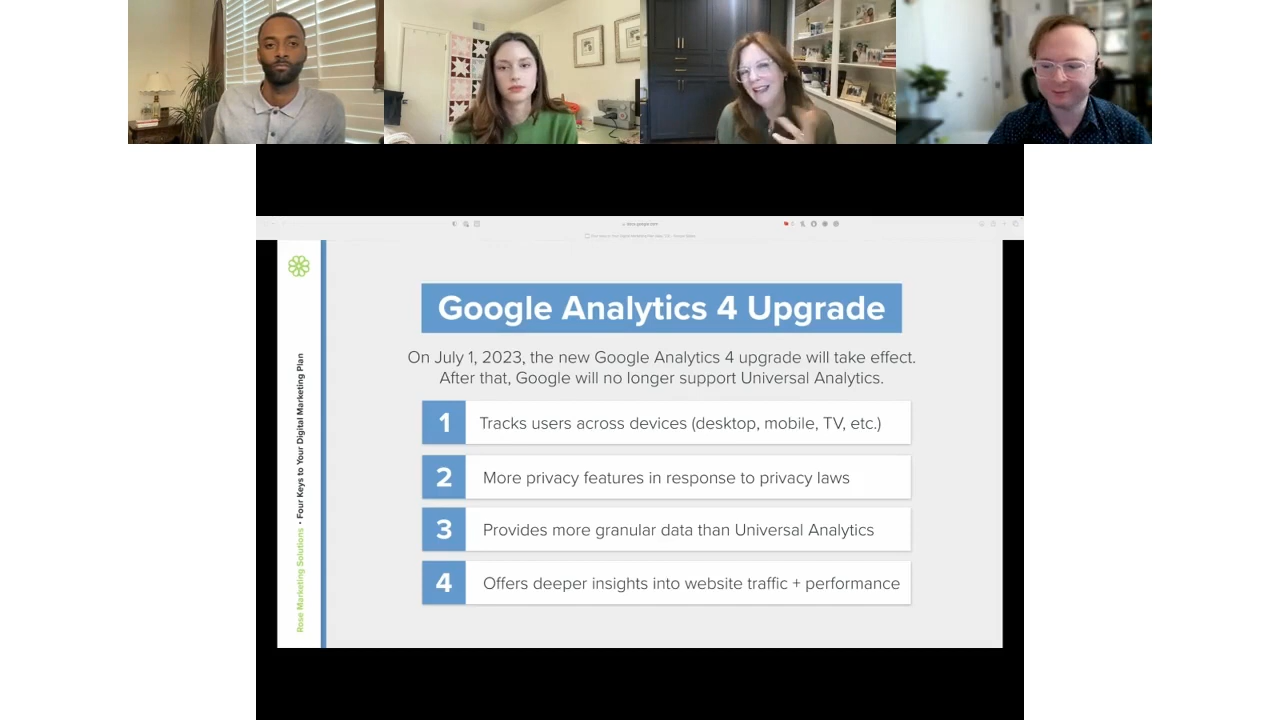 docs.google.com
Google Analytics 4 Upgrade
On July 1, 2023, the new Google Analytics 4 upgrade will take effect.
After that, Google will no longer support Universal Analytics.
1 Tracks users across devices (desktop, mobile, TV, etc.)
2 More privacy features in response to privacy laws
3 Provides more granular data than Universal Analytics
4 Offers deeper insights into website traffic + performance
Rose Marketing Solutions • Four Keys to Your Digital Marketing Plan